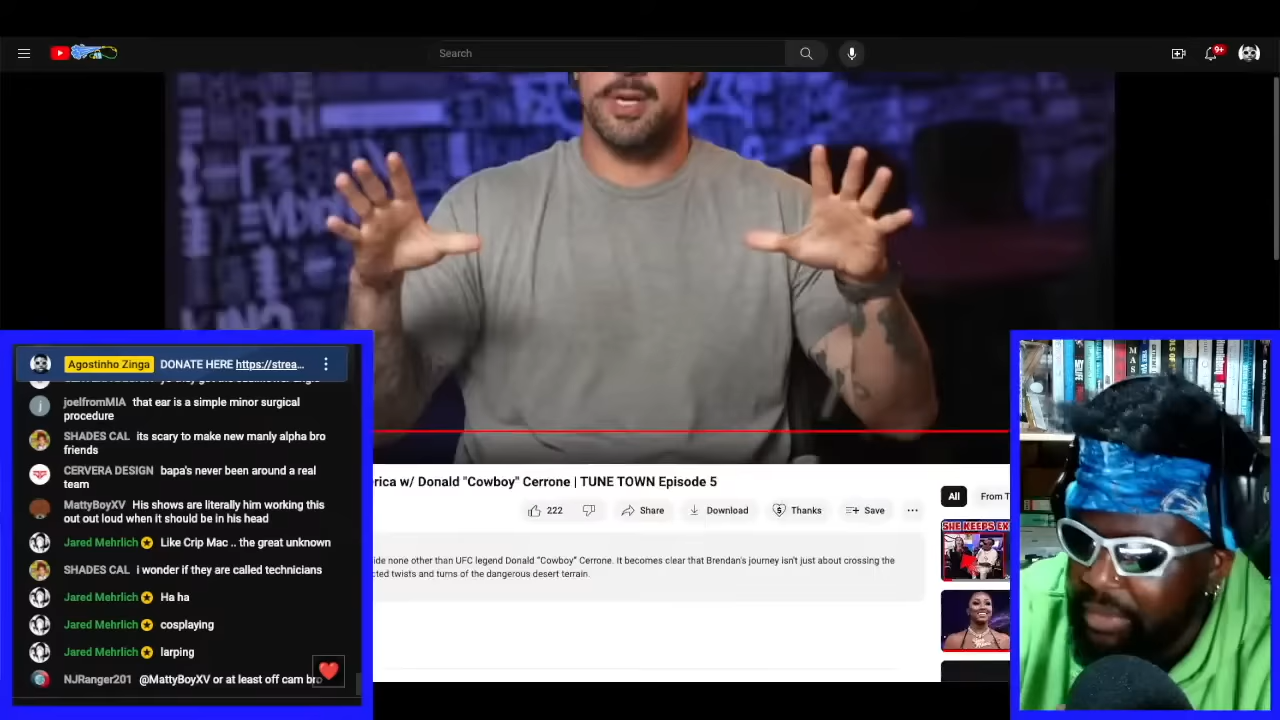 Search
9+
Agostinho Zinga DONATE HERE https://strea...
joelfromMIA that ear is a simple minor surgical
procedure
SHADES CAL its scary to make new manly alpha bro
friends
CERVERA DESIGN bapa's never been around a real
team
MattyBoyXV His shows are literally him working this
out out loud when it should be in his head
Jared Mehrlich Like Crip Mac .. the great unknown
SHADES CAL i wonder if they are called technicians
Jared Mehrlich Ha ha
Jared Mehrlich cosplaying
Jared Mehrlich larping
NJRanger201 @MattyBoyXV or at least off cam bro
rica w/ Donald "Cowboy" Cerrone | TUNE TOWN Episode 5
222 Share Download Thanks Save
ide none other than UFC legend Donald "Cowboy" Cerrone. It becomes clear that Brendan's journey isn't just about crossing the
cted twists and turns of the dangerous desert terrain.
All From T
SHE KEEPS EX